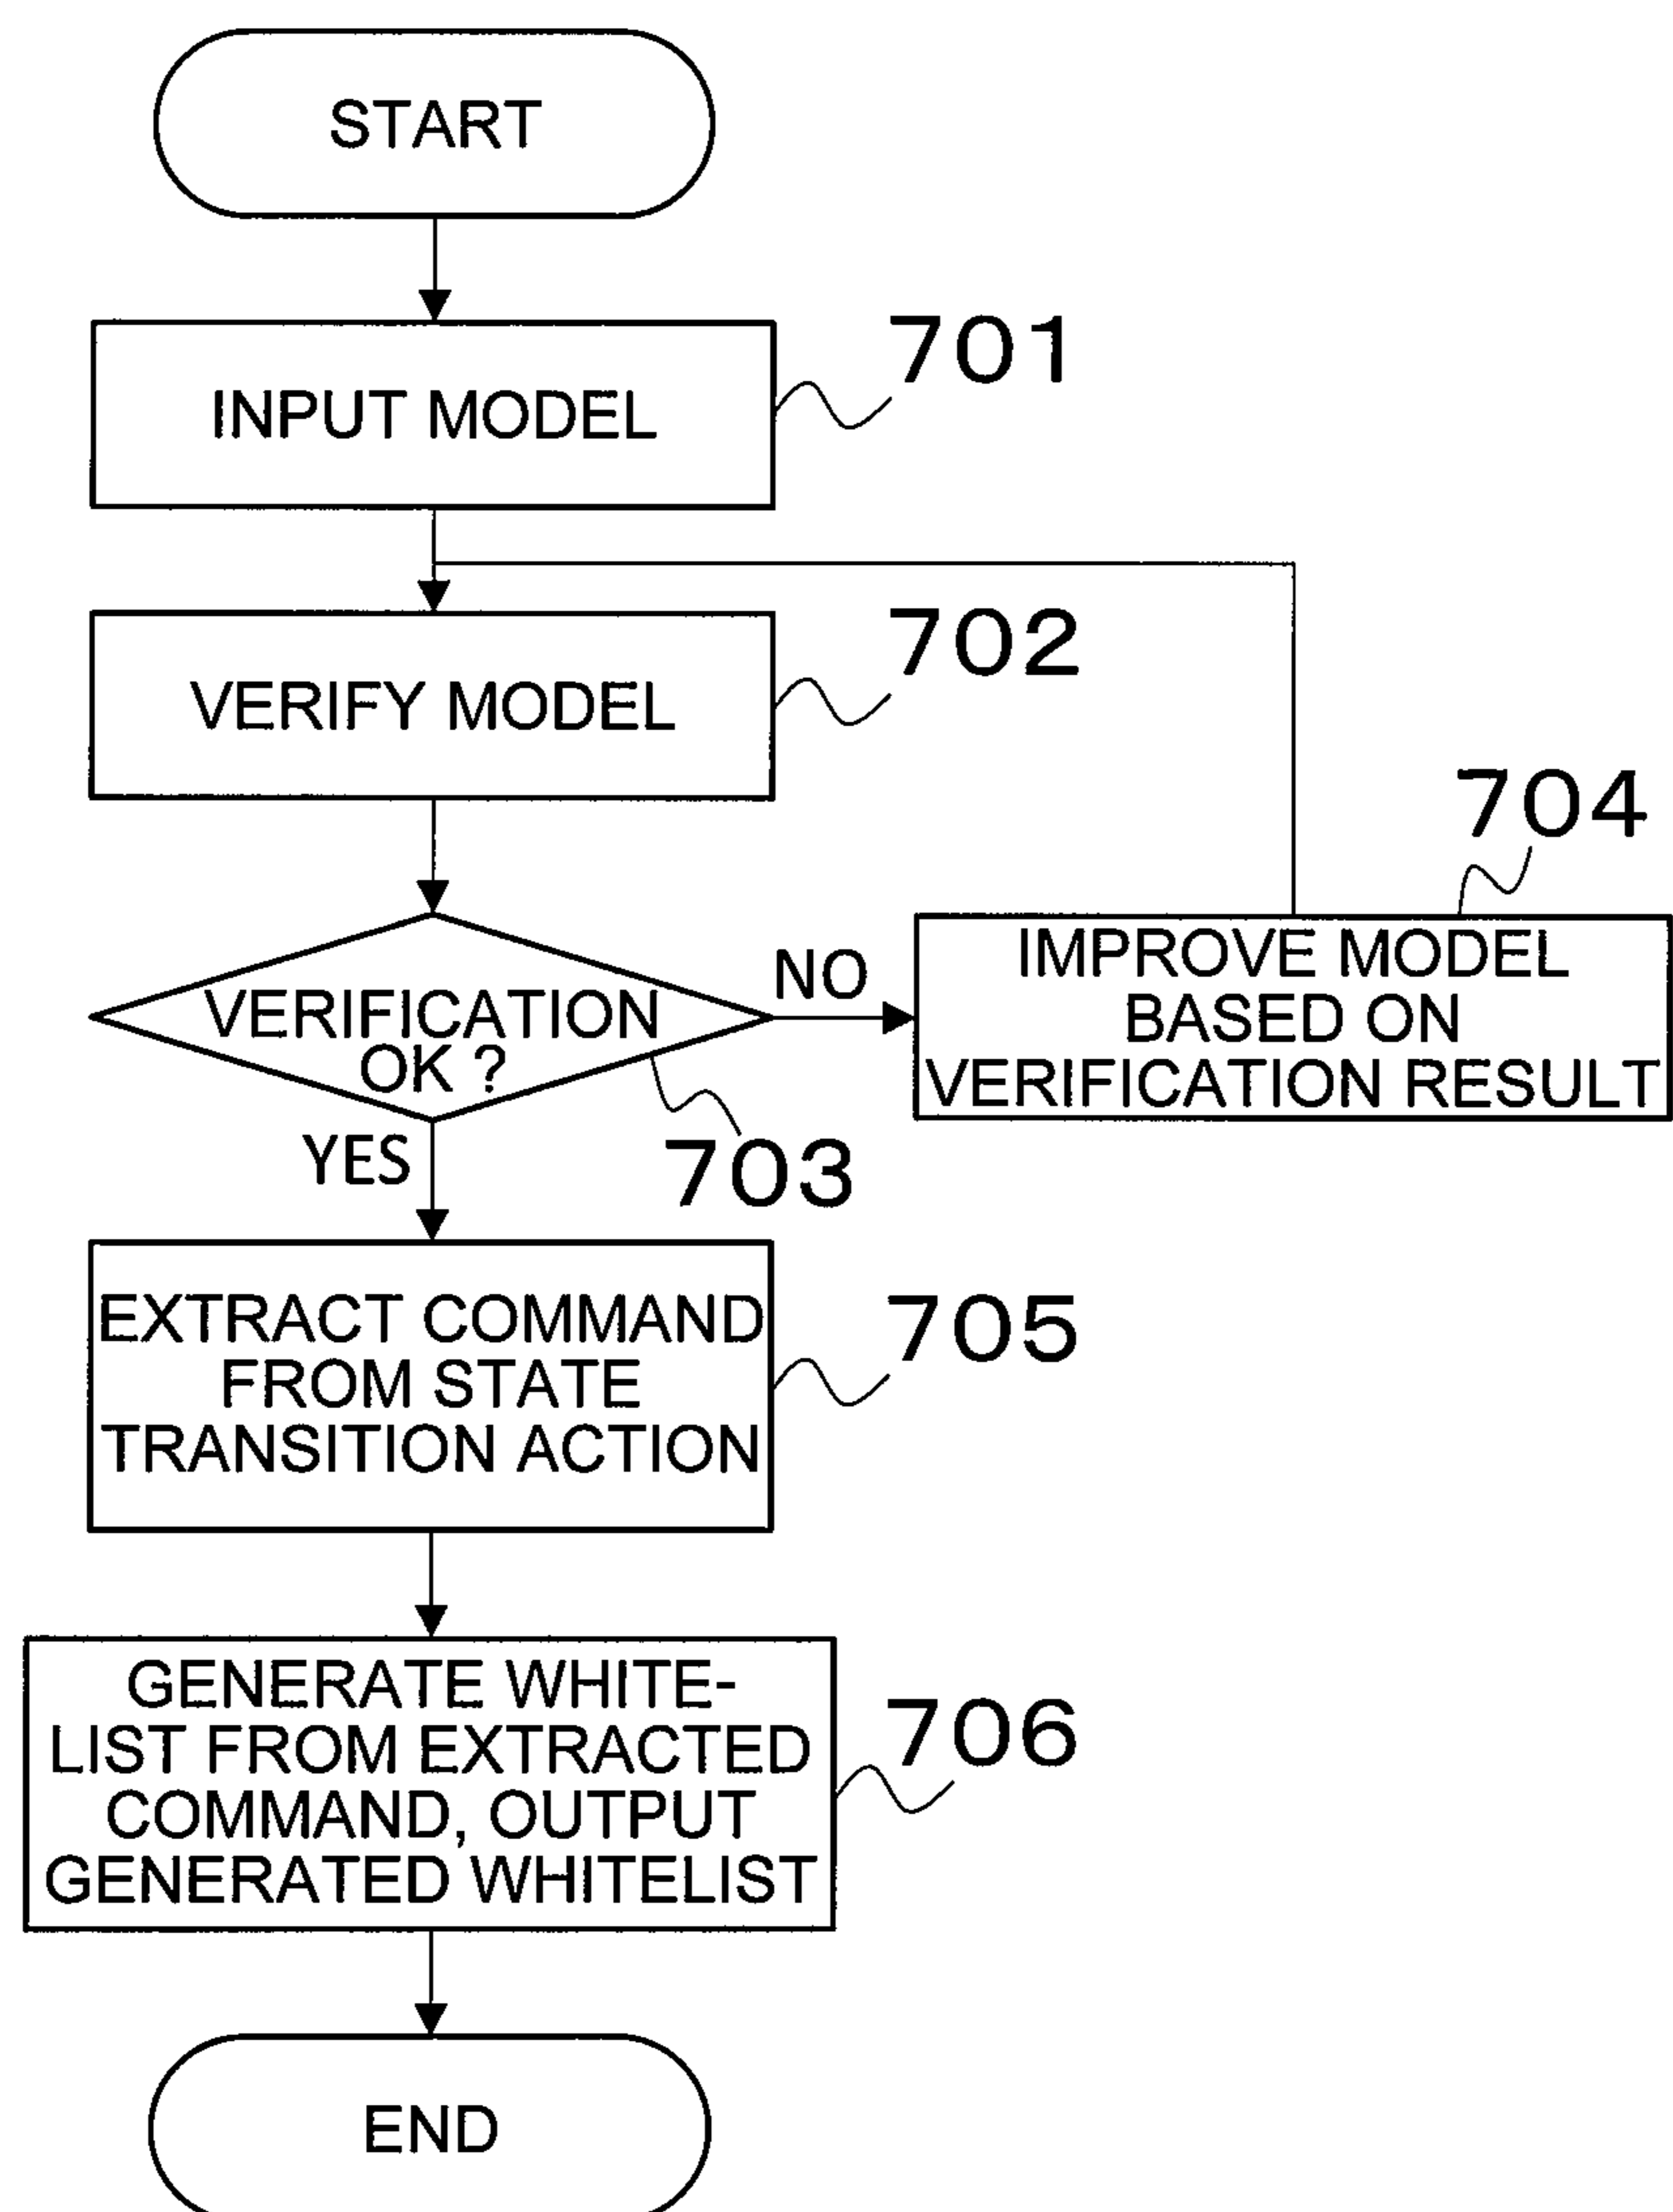 START
INPUT MODEL
701
VERIFY MODEL
702
VERIFICATION
OK ?
703
NO
IMPROVE MODEL
BASED ON
VERIFICATION RESULT
704
YES
EXTRACT COMMAND
FROM STATE
TRANSITION ACTION
705
GENERATE WHITE-
LIST FROM EXTRACTED
COMMAND, OUTPUT
GENERATED WHITELIST
706
END